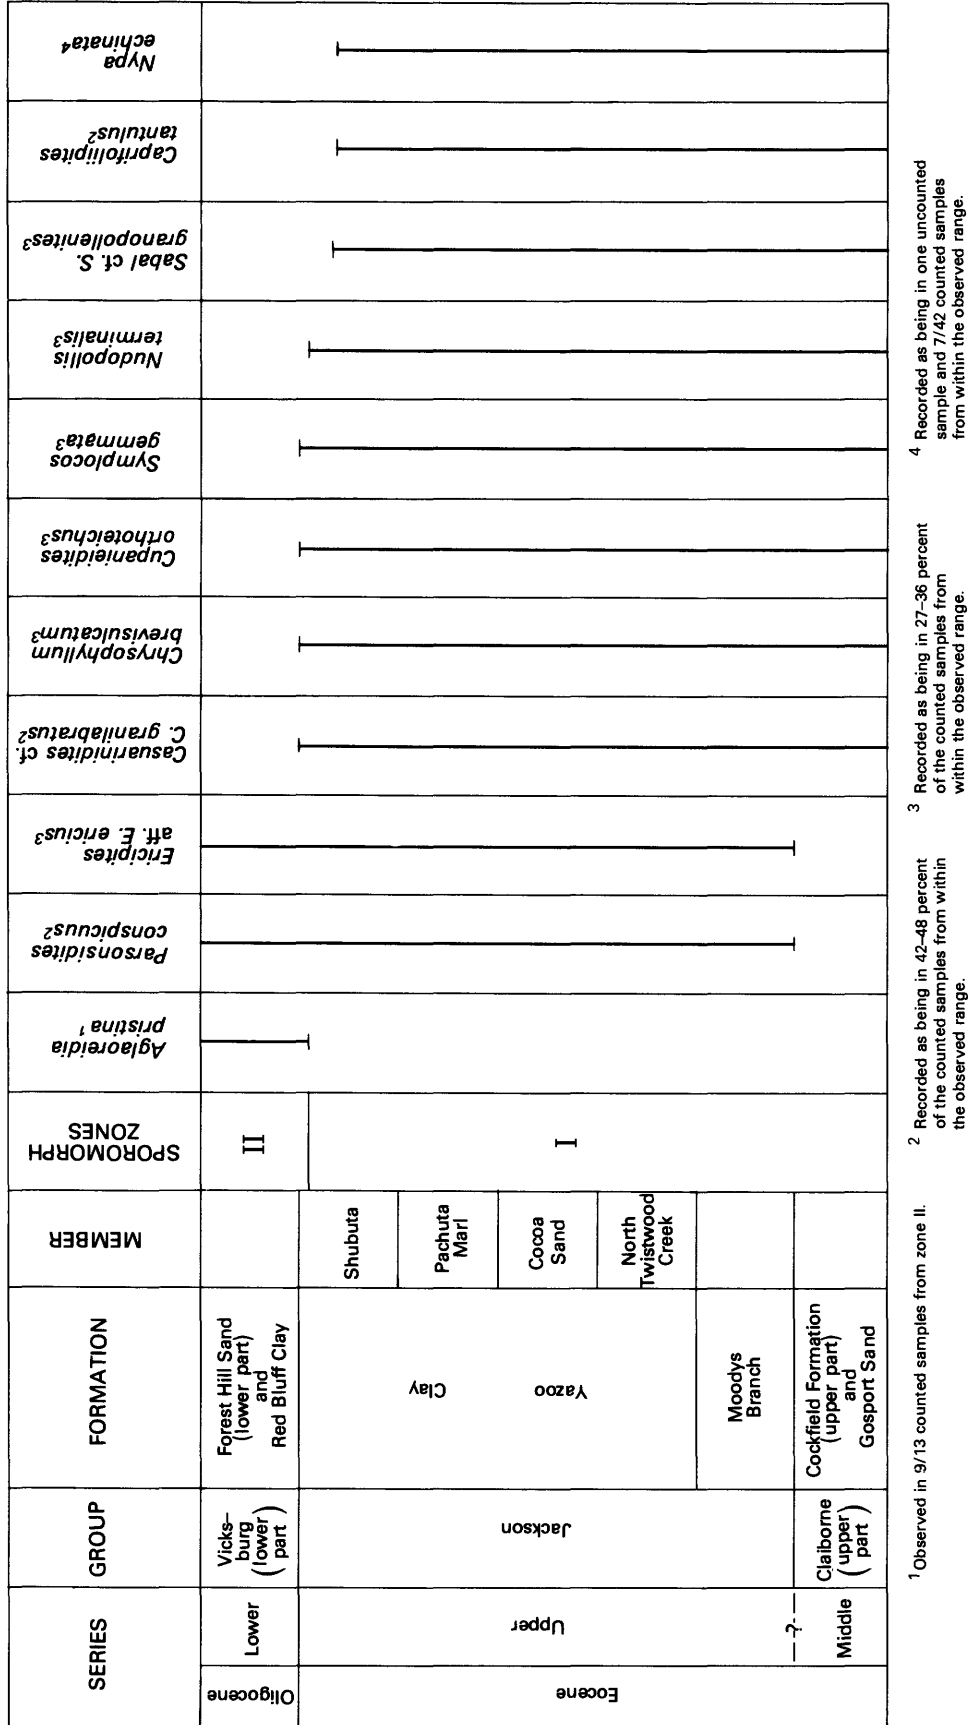 SERIES
GROUP
FORMATION
MEMBER
SPOROMORPH
ZONES
Aglaoreidia
pristina ¹
Parsonsidites
conspicuus²
Ericipites
aff. E. ericius³
Casuarinidites cf.
C. granilabratus²
Chrysophyllum
brevisulcatum³
Cupanieidites
orthoteichus³
Symplocos
gemmata³
Nudopollis
terminalis³
Sabal cf. S.
granopollenites³
Caprifoliipites
tantulus²
Nypa
echinata⁴
Oligocene
Lower
Vicks-
burg
(lower
part)
Forest Hill Sand
(lower part)
and
Red Bluff Clay
II
Eocene
Upper
Jackson
Yazoo
Clay
Shubuta
Pachuta
Marl
Cocoa
Sand
North
Twistwood
Creek
I
Moodys
Branch
—?—
Middle
Claiborne
(upper
part)
Cockfield Formation
(upper part)
and
Gosport Sand
¹Observed in 9/13 counted samples from zone II.
² Recorded as being in 42–48 percent
of the counted samples from within
the observed range.
³ Recorded as being in 27–36 percent
of the counted samples from
within the observed range.
⁴ Recorded as being in one uncounted
sample and 7/42 counted samples
from within the observed range.